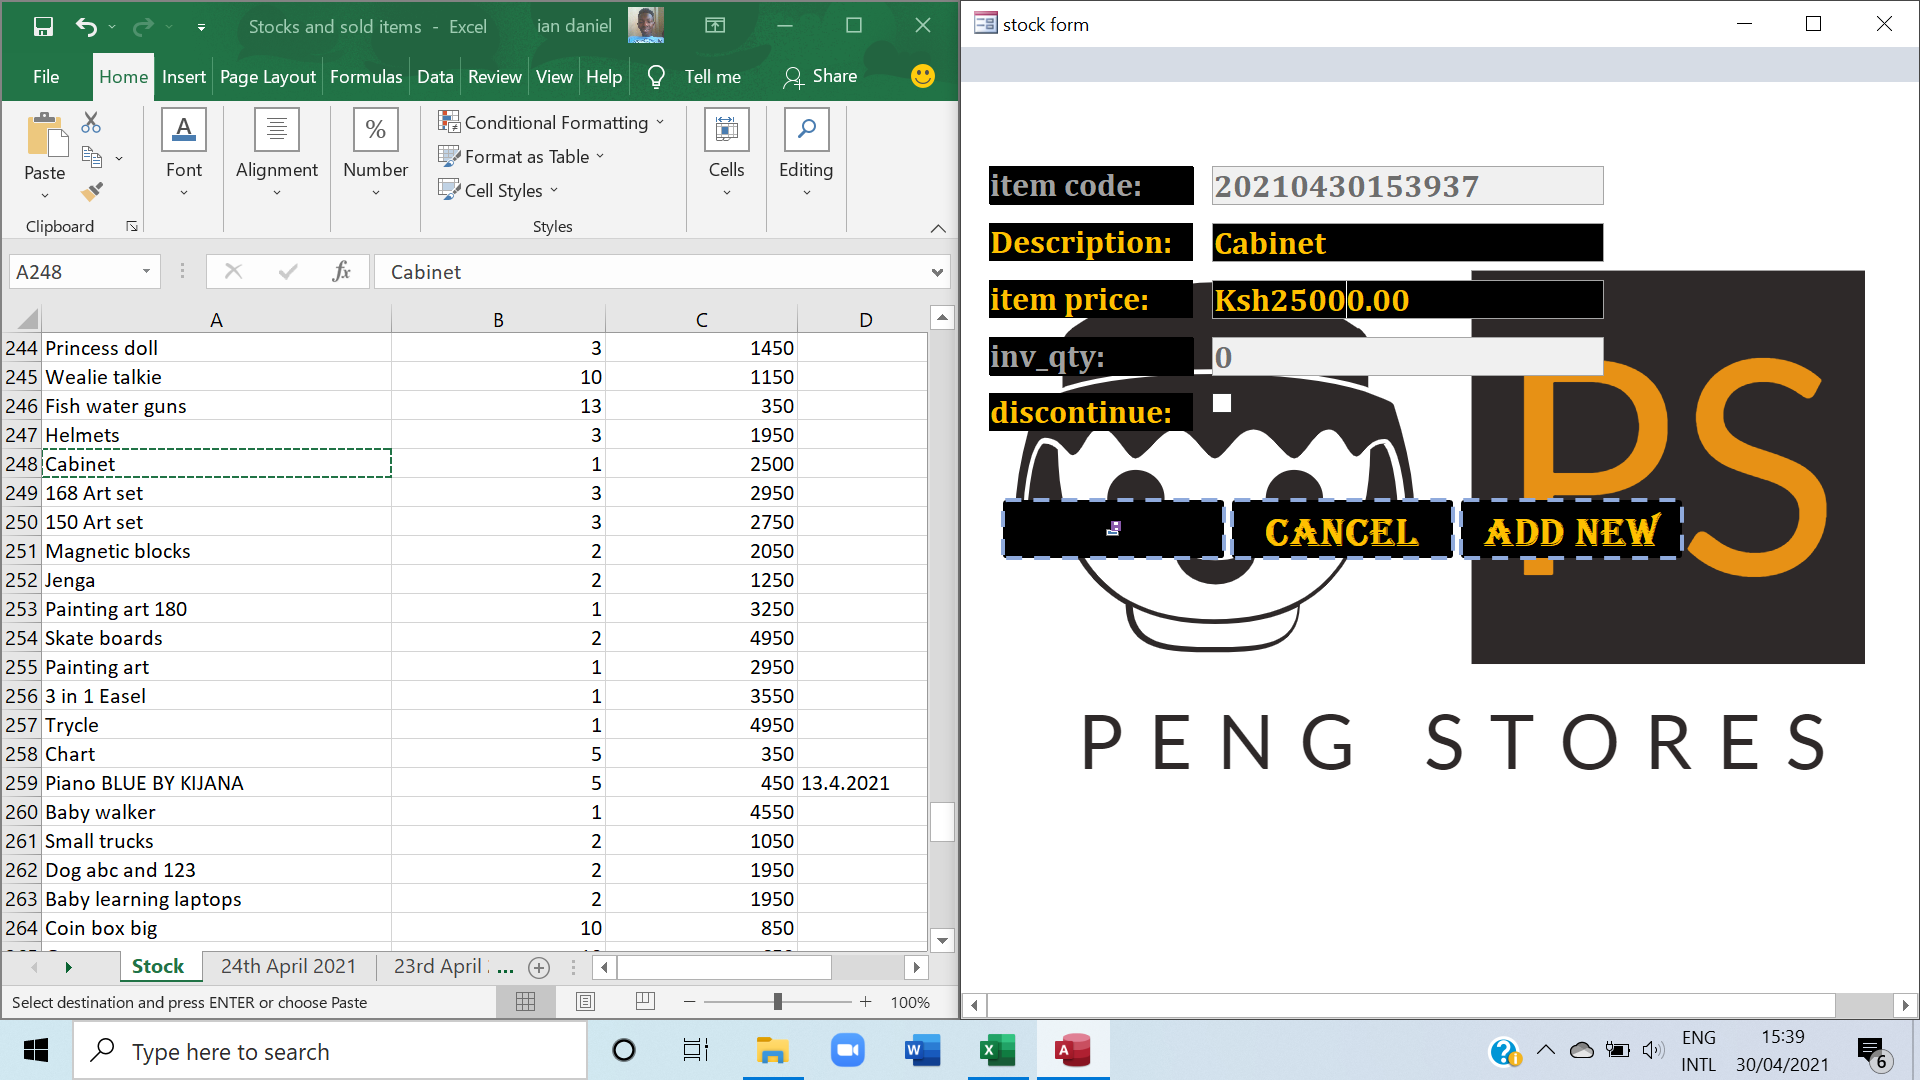 Stocks and sold items - Excel
ian daniel
File Home Insert Page Layout Formulas Data Review View Help Tell me Share
Paste
Clipboard
Font
Alignment
Number
Conditional Formatting
Format as Table
Cell Styles
Styles
Cells
Editing
A248
fx
Cabinet
A B C D
244 Princess doll 3 1450
245 Wealie talkie 10 1150
246 Fish water guns 13 350
247 Helmets 3 1950
248 Cabinet 1 2500
249 168 Art set 3 2950
250 150 Art set 3 2750
251 Magnetic blocks 2 2050
252 Jenga 2 1250
253 Painting art 180 1 3250
254 Skate boards 2 4950
255 Painting art 1 2950
256 3 in 1 Easel 1 3550
257 Trycle 1 4950
258 Chart 5 350
259 Piano BLUE BY KIJANA 5 450 13.4.2021
260 Baby walker 1 4550
261 Small trucks 2 1050
262 Dog abc and 123 2 1950
263 Baby learning laptops 2 1950
264 Coin box big 10 850
Stock 24th April 2021 23rd April ...
Select destination and press ENTER or choose Paste
100%
stock form
item code: 20210430153937
Description: Cabinet
item price: Ksh25000.00
inv_qty: 0
discontinue:
CANCEL
ADD NEW
PS
PENG STORES
Type here to search
ENG
INTL
15:39
30/04/2021
6